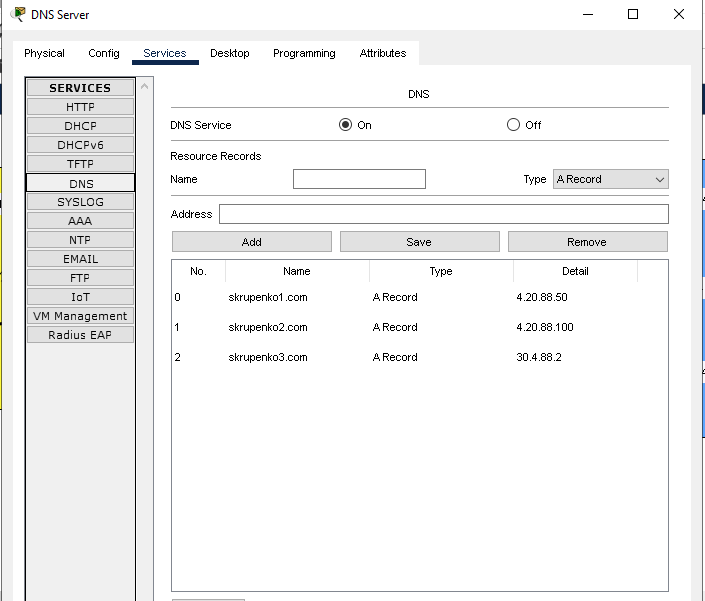 DNS Server
Physical Config Services Desktop Programming Attributes
SERVICES
HTTP
DHCP
DHCPv6
TFTP
DNS
SYSLOG
AAA
NTP
EMAIL
FTP
IoT
VM Management
Radius EAP
DNS
DNS Service On Off
Resource Records
Name Type A Record
Address
Add Save Remove
No. Name Type Detail
0 skrupenko1.com A Record 4.20.88.50
1 skrupenko2.com A Record 4.20.88.100
2 skrupenko3.com A Record 30.4.88.2